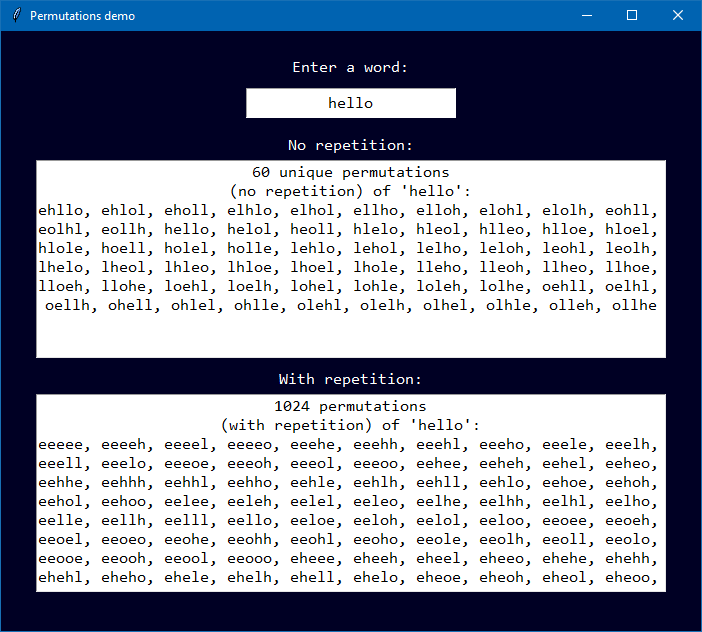 Permutations demo
Enter a word:
hello
No repetition:
60 unique permutations
(no repetition) of 'hello':
ehllo, ehlol, eholl, elhlo, elhol, ellho, elloh, elohl, elolh, eohll,
eolhl, eollh, hello, helol, heoll, hlelo, hleol, hlleo, hlloe, hloel,
hlole, hoell, holel, holle, lehlo, lehol, lelho, leloh, leohl, leolh,
lhelo, lheol, lhleo, lhloe, lhoel, lhole, lleho, lleoh, llheo, llhoe,
lloeh, llohe, loehl, loelh, lohel, lohle, loleh, lolhe, oehll, oelhl,
oellh, ohell, ohlel, ohlle, olehl, olelh, olhel, olhle, olleh, ollhe
With repetition:
1024 permutations
(with repetition) of 'hello':
eeeee, eeeeh, eeeel, eeeeo, eeehe, eeehh, eeehl, eeeho, eeele, eeelh,
eeell, eeelo, eeeoe, eeeoh, eeeol, eeeoo, eehee, eeheh, eehel, eeheo,
eehhe, eehhh, eehhl, eehho, eehle, eehlh, eehll, eehlo, eehoe, eehoh,
eehol, eehoo, eelee, eeleh, eelel, eeleo, eelhe, eelhh, eelhl, eelho,
eelle, eellh, eelll, eello, eeloe, eeloh, eelol, eeloo, eeoee, eeoeh,
eeoel, eeoeo, eeohe, eeohh, eeohl, eeoho, eeole, eeolh, eeoll, eeolo,
eeooe, eeooh, eeool, eeooo, eheee, eheeh, eheel, eheeo, ehehe, ehehh,
ehehl, eheho, ehele, ehelh, ehell, ehelo, eheoe, eheoh, eheol, eheoo,